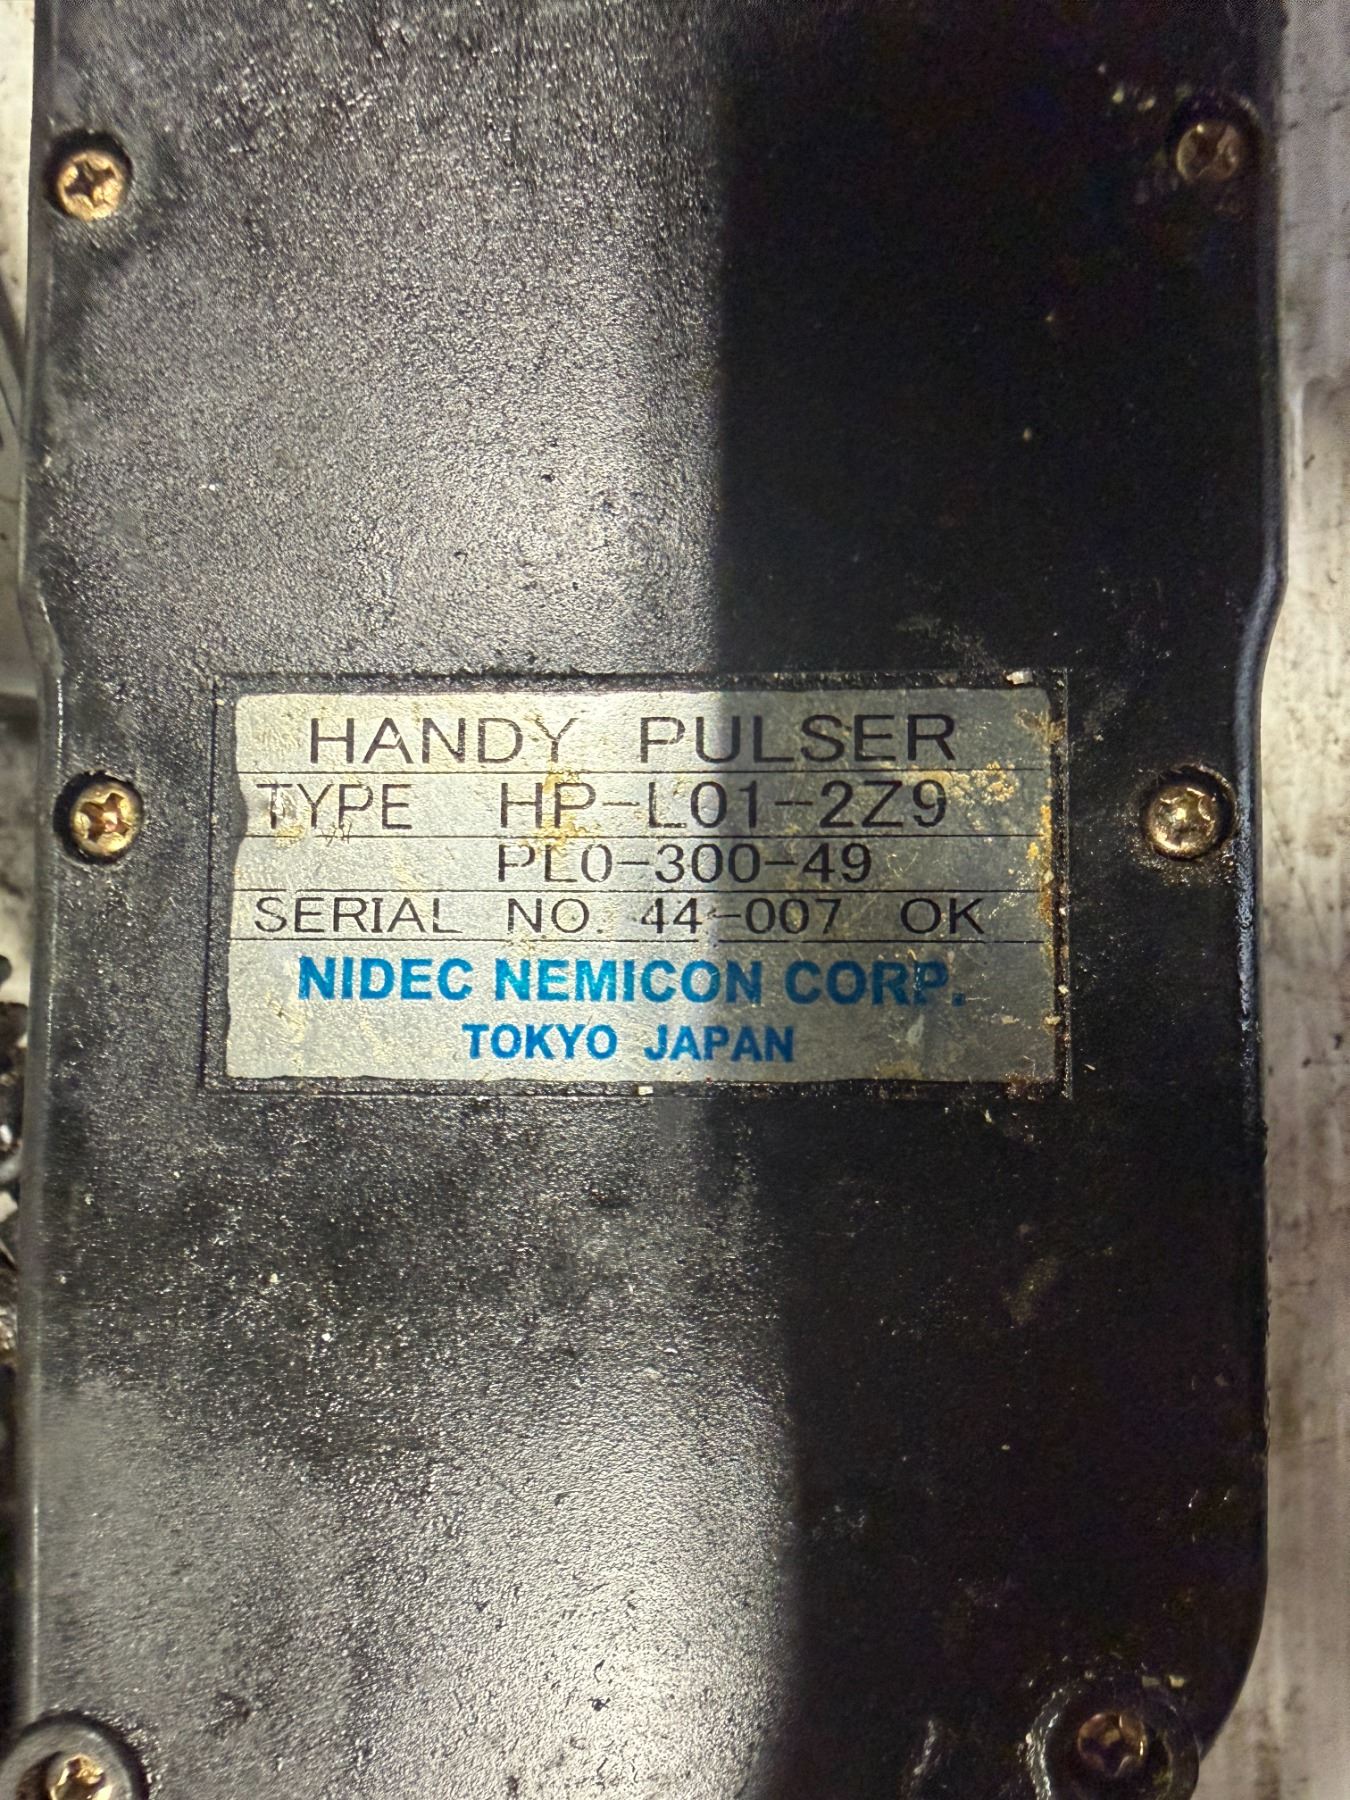 HANDY PULSER
TYPE HP-L01-2Z9
PL0-300-49
SERIAL NO. 44-007 OK
NIDEC NEMICON CORP.
TOKYO JAPAN